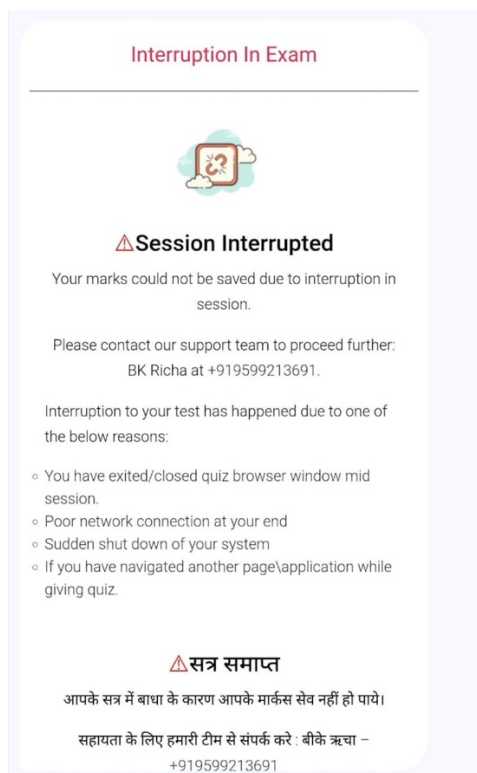 Interruption In Exam
⚠Session Interrupted
Your marks could not be saved due to interruption in
session.
Please contact our support team to proceed further:
BK Richa at +919599213691.
Interruption to your test has happened due to one of
the below reasons:
◦ You have exited/closed quiz browser window mid
session.
◦ Poor network connection at your end
◦ Sudden shut down of your system
◦ If you have navigated another page\application while
giving quiz.
⚠सत्र समाप्त
आपके सत्र में बाधा के कारण आपके मार्कस सेव नहीं हो पाये।
सहायता के लिए हमारी टीम से संपर्क करे : बीके ऋचा –
+919599213691